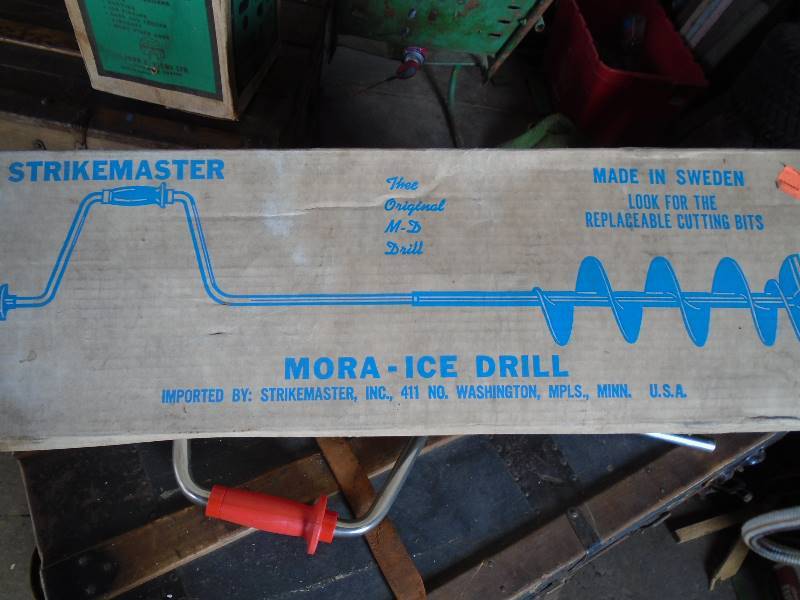 STRIKEMASTER
Thee
Original
M-D
Drill
MADE IN SWEDEN
LOOK FOR THE
REPLACEABLE CUTTING BITS
MORA-ICE DRILL
IMPORTED BY: STRIKEMASTER, INC., 411 NO. WASHINGTON, MPLS., MINN. U.S.A.